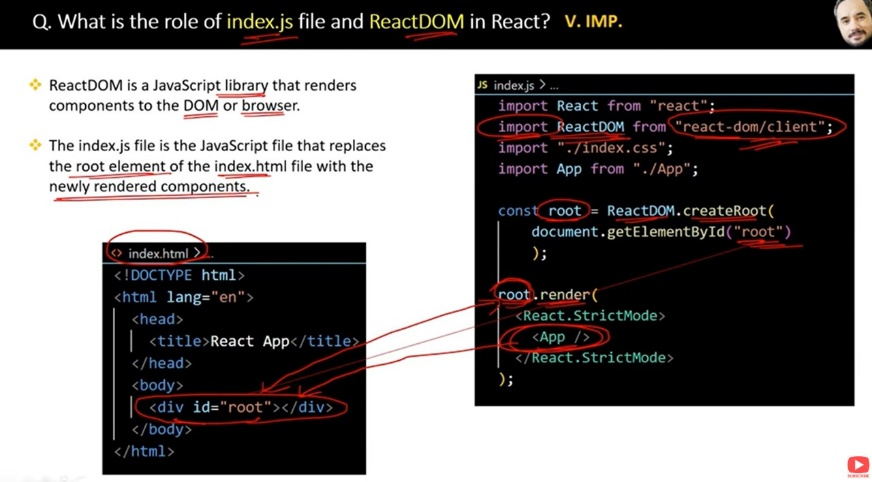 Q. What is the role of index.js file and ReactDOM in React? V. IMP.
ReactDOM is a JavaScript library that renders
components to the DOM or browser.
The index.js file is the JavaScript file that replaces
the root element of the index.html file with the
newly rendered components.
<> index.html > ...
<!DOCTYPE html>
<html lang="en">
<head>
<title>React App</title>
</head>
<body>
<div id="root"></div>
</body>
</html>
JS index.js > ...
import React from "react";
import ReactDOM from "react-dom/client";
import "./index.css";
import App from "./App";
const root = ReactDOM.createRoot(
document.getElementById("root")
);
root.render(
<React.StrictMode>
<App />
</React.StrictMode>
);
SUBSCRIBE